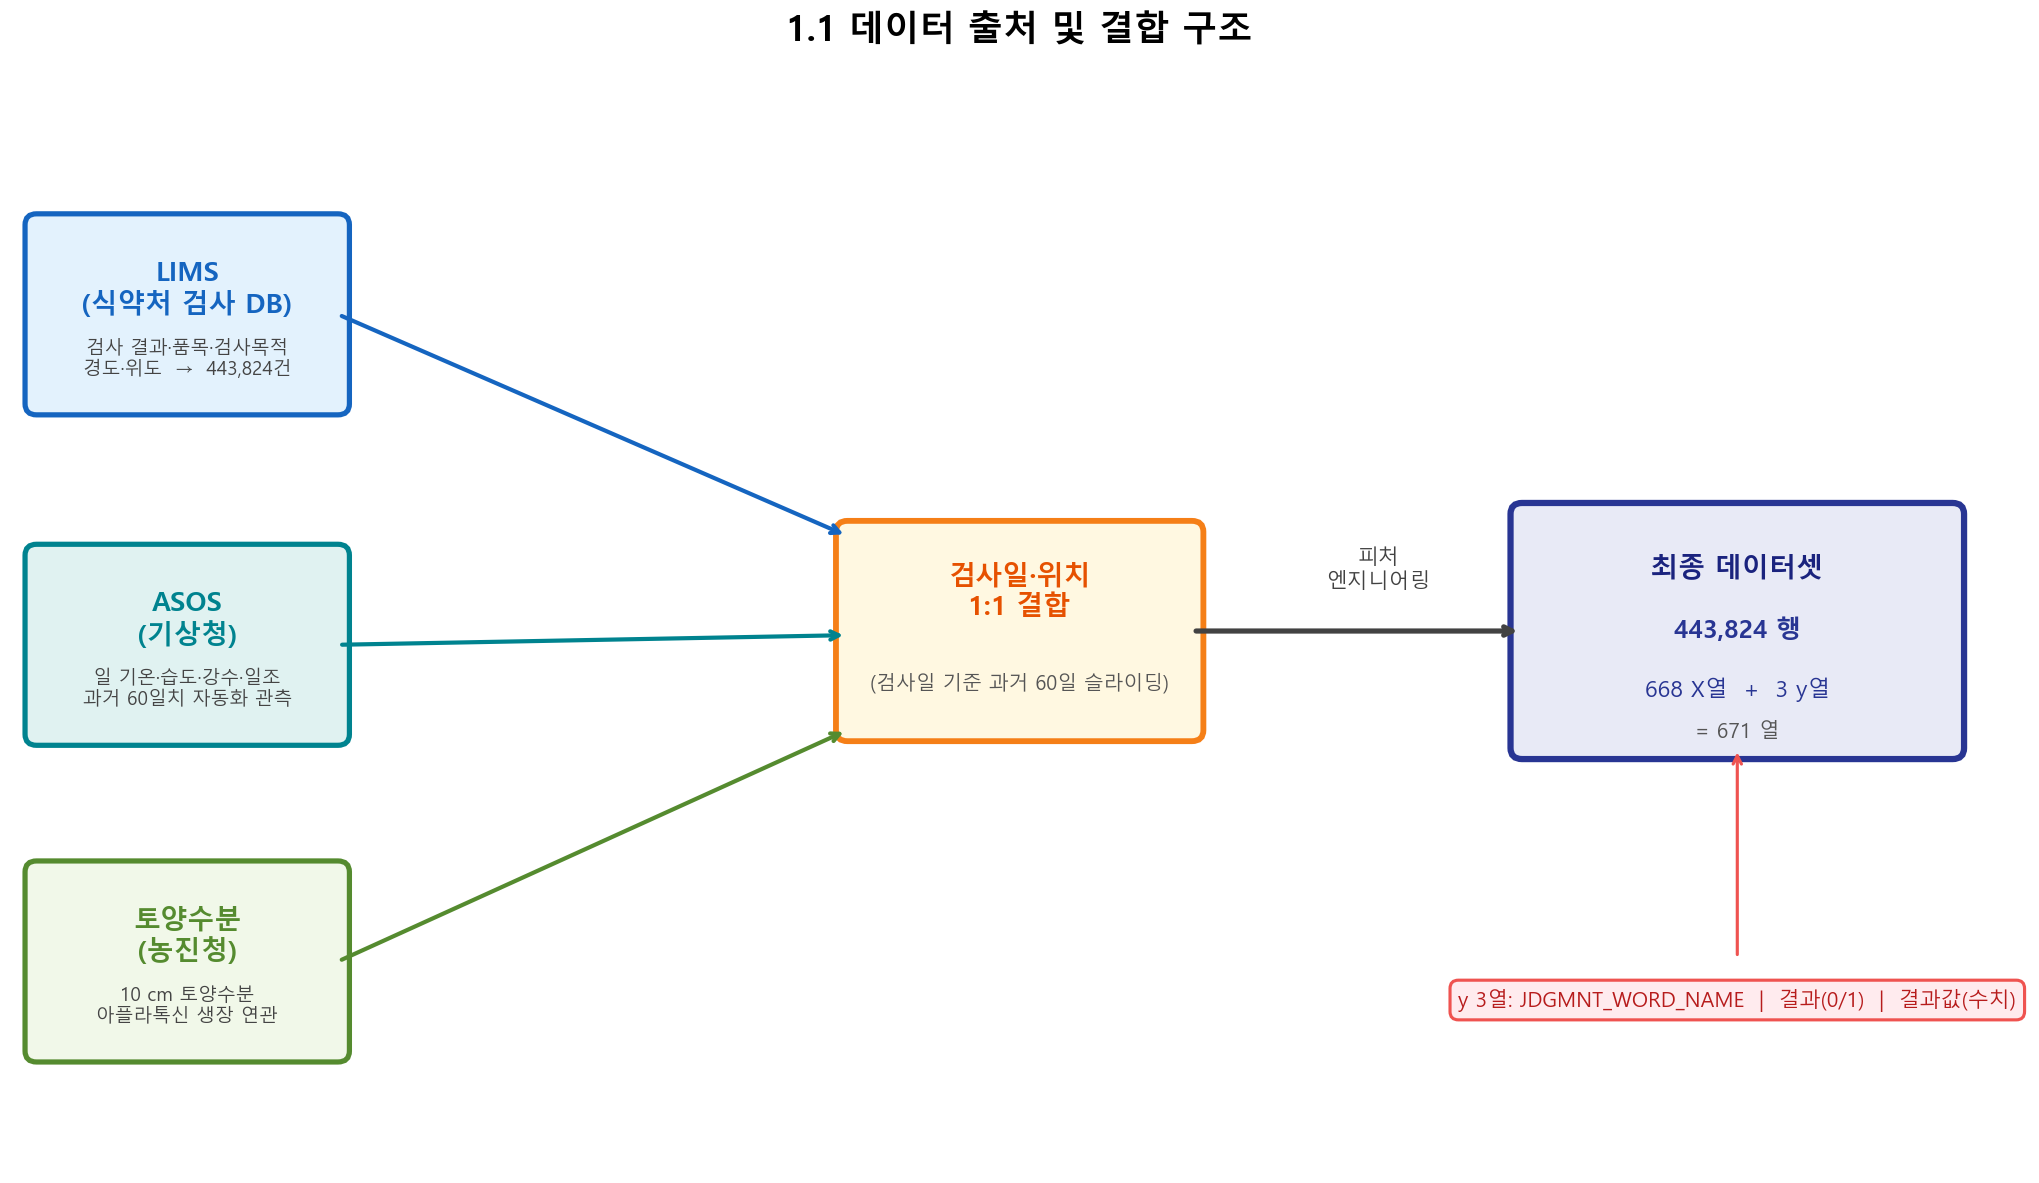 1.1 데이터 출처 및 결합 구조
LIMS
(식약처 검사 DB)
검사 결과·품목·검사목적
경도·위도 → 443,824건
ASOS
(기상청)
일 기온·습도·강수·일조
과거 60일치 자동화 관측
토양수분
(농진청)
10 cm 토양수분
아플라톡신 생장 연관
검사일·위치
1:1 결합
(검사일 기준 과거 60일 슬라이딩)
피처
엔지니어링
최종 데이터셋
443,824 행
668 X열 + 3 y열
= 671 열
y 3열: JDGMNT_WORD_NAME | 결과(0/1) | 결과값(수치)